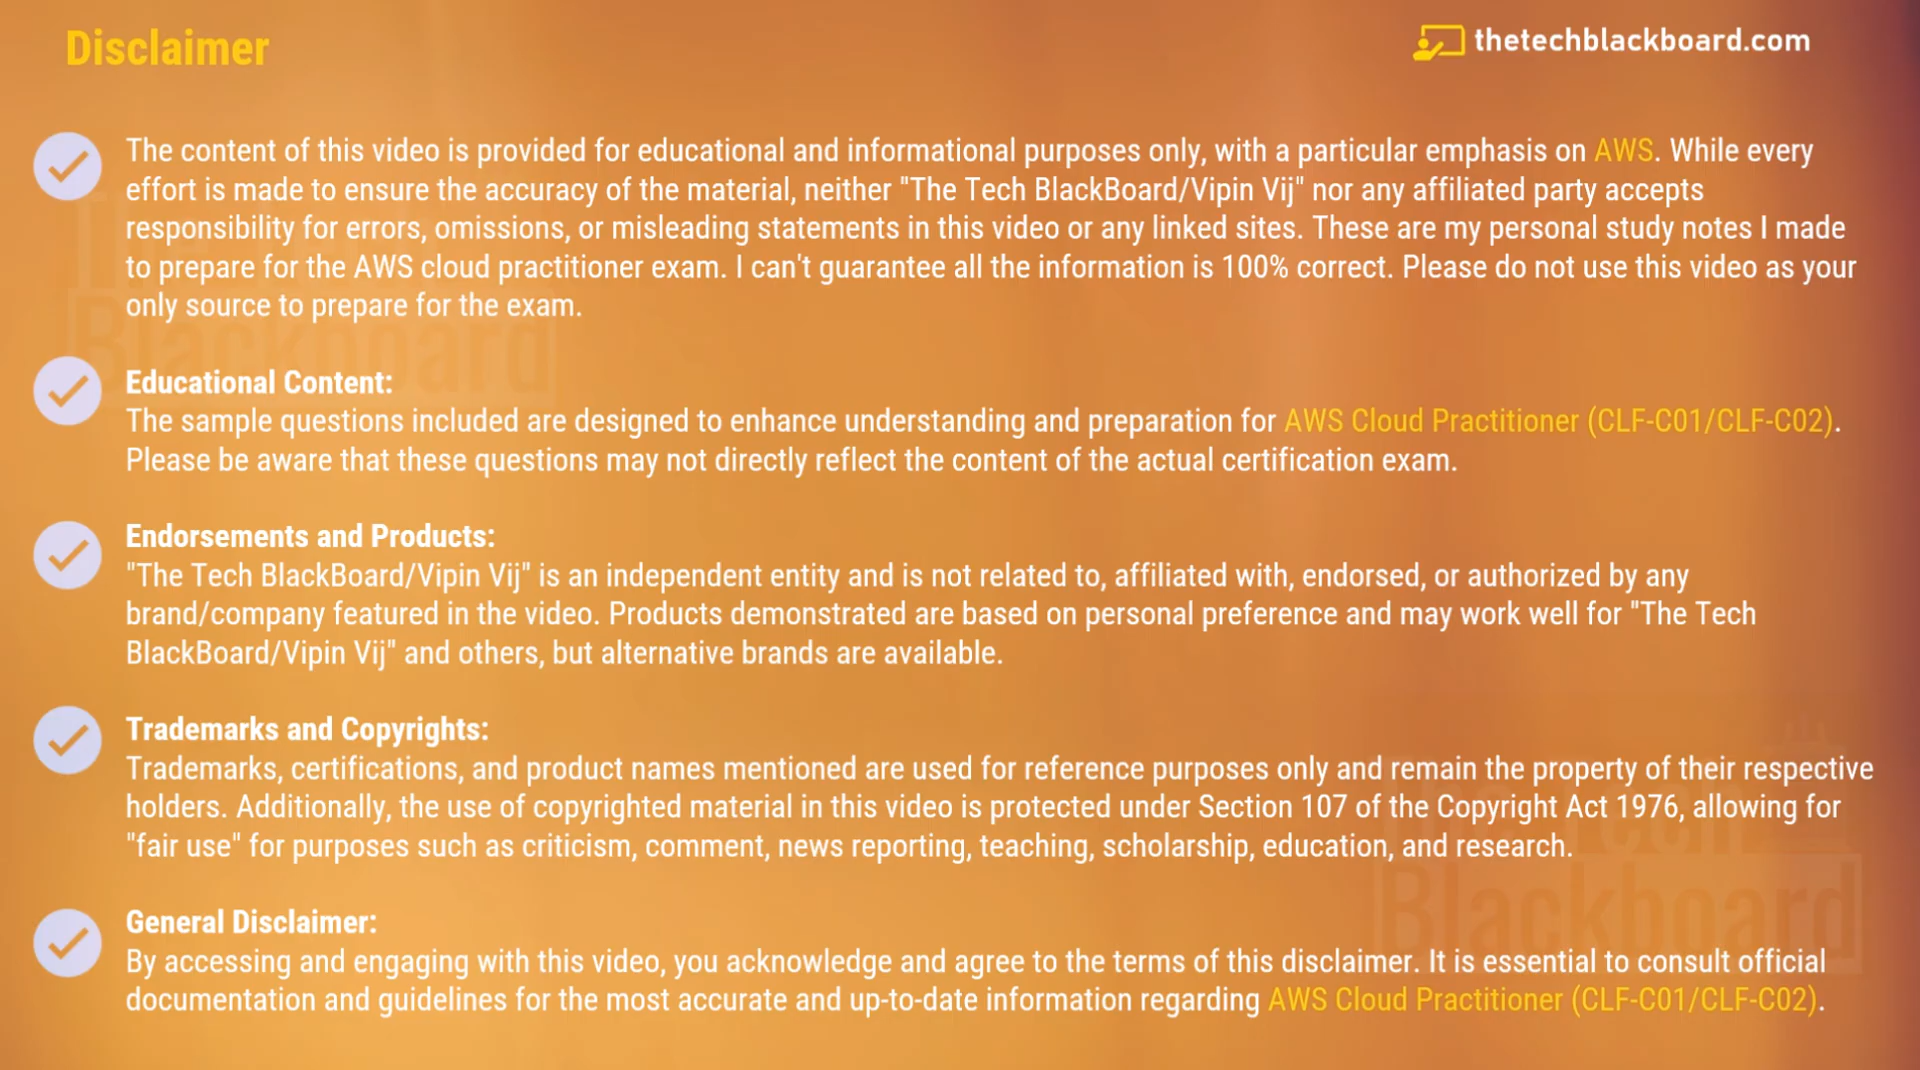 Disclaimer
thetechblackboard.com
The content of this video is provided for educational and informational purposes only, with a particular emphasis on AWS. While every
effort is made to ensure the accuracy of the material, neither "The Tech BlackBoard/Vipin Vij" nor any affiliated party accepts
responsibility for errors, omissions, or misleading statements in this video or any linked sites. These are my personal study notes I made
to prepare for the AWS cloud practitioner exam. I can't guarantee all the information is 100% correct. Please do not use this video as your
only source to prepare for the exam.
Educational Content:
The sample questions included are designed to enhance understanding and preparation for AWS Cloud Practitioner (CLF-C01/CLF-C02).
Please be aware that these questions may not directly reflect the content of the actual certification exam.
Endorsements and Products:
"The Tech BlackBoard/Vipin Vij" is an independent entity and is not related to, affiliated with, endorsed, or authorized by any
brand/company featured in the video. Products demonstrated are based on personal preference and may work well for "The Tech
BlackBoard/Vipin Vij" and others, but alternative brands are available.
Trademarks and Copyrights:
Trademarks, certifications, and product names mentioned are used for reference purposes only and remain the property of their respective
holders. Additionally, the use of copyrighted material in this video is protected under Section 107 of the Copyright Act 1976, allowing for
"fair use" for purposes such as criticism, comment, news reporting, teaching, scholarship, education, and research.
General Disclaimer:
By accessing and engaging with this video, you acknowledge and agree to the terms of this disclaimer. It is essential to consult official
documentation and guidelines for the most accurate and up-to-date information regarding AWS Cloud Practitioner (CLF-C01/CLF-C02).
The Tech
Blackboard
Blackboard